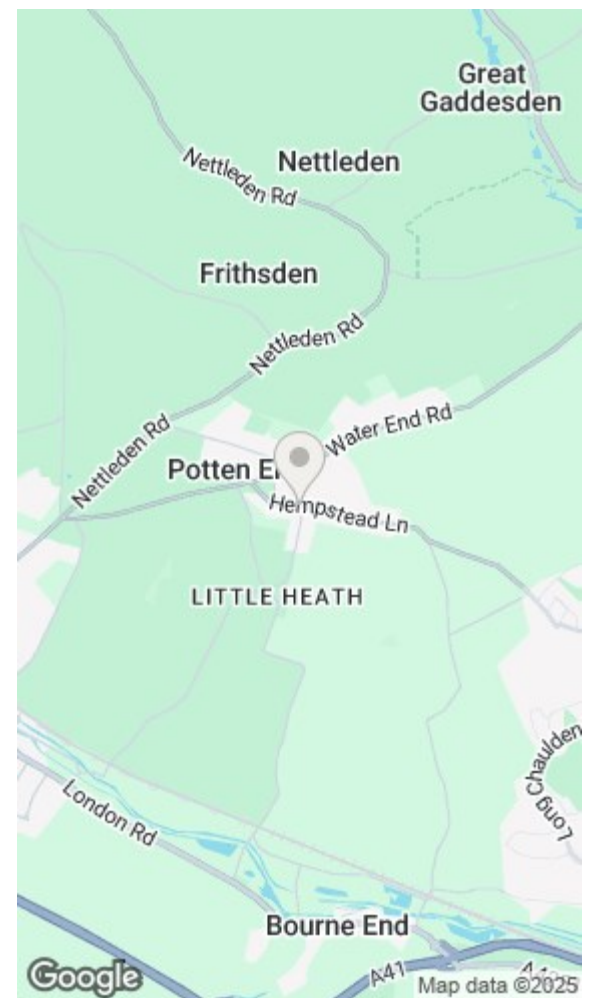 Great
Gaddesden
Nettleden
Nettleden Rd
Frithsden
Nettleden Rd
Water End Rd
Nettleden Rd
Potten E
Hempstead Ln
LITTLE HEATH
Long Chaulden
London Rd
Bourne End
A41
Google
Map data ©2025